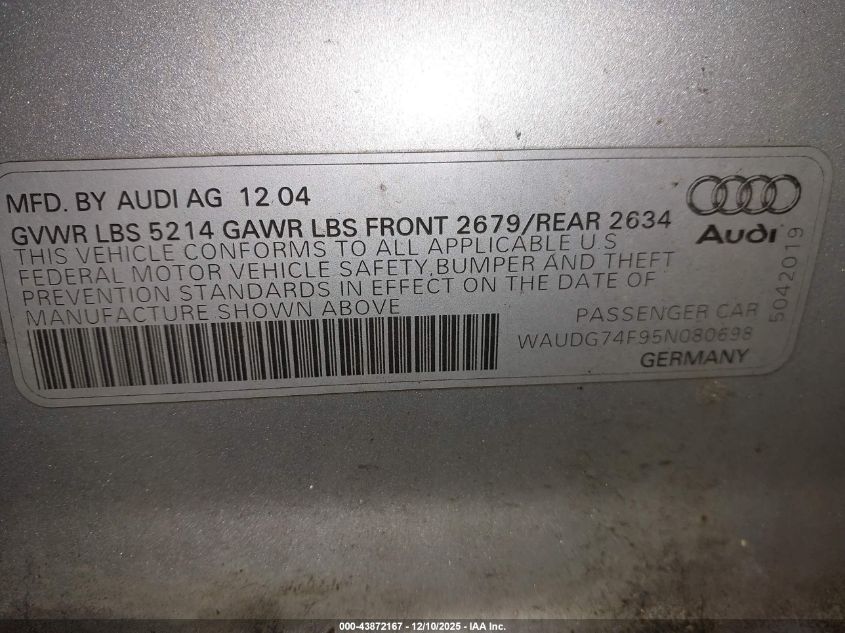 MFD. BY AUDI AG 12 04
GVWR LBS 5214 GAWR LBS FRONT 2679/REAR 2634
THIS VEHICLE CONFORMS TO ALL APPLICABLE U S
FEDERAL MOTOR VEHICLE SAFETY, BUMPER AND THEFT
PREVENTION STANDARDS IN EFFECT ON THE DATE OF
MANUFACTURE SHOWN ABOVE
Audi
5042019
PASSENGER CAR
WAUDG74F95N080698
GERMANY
000-43872167 - 12/10/2025 - IAA Inc.